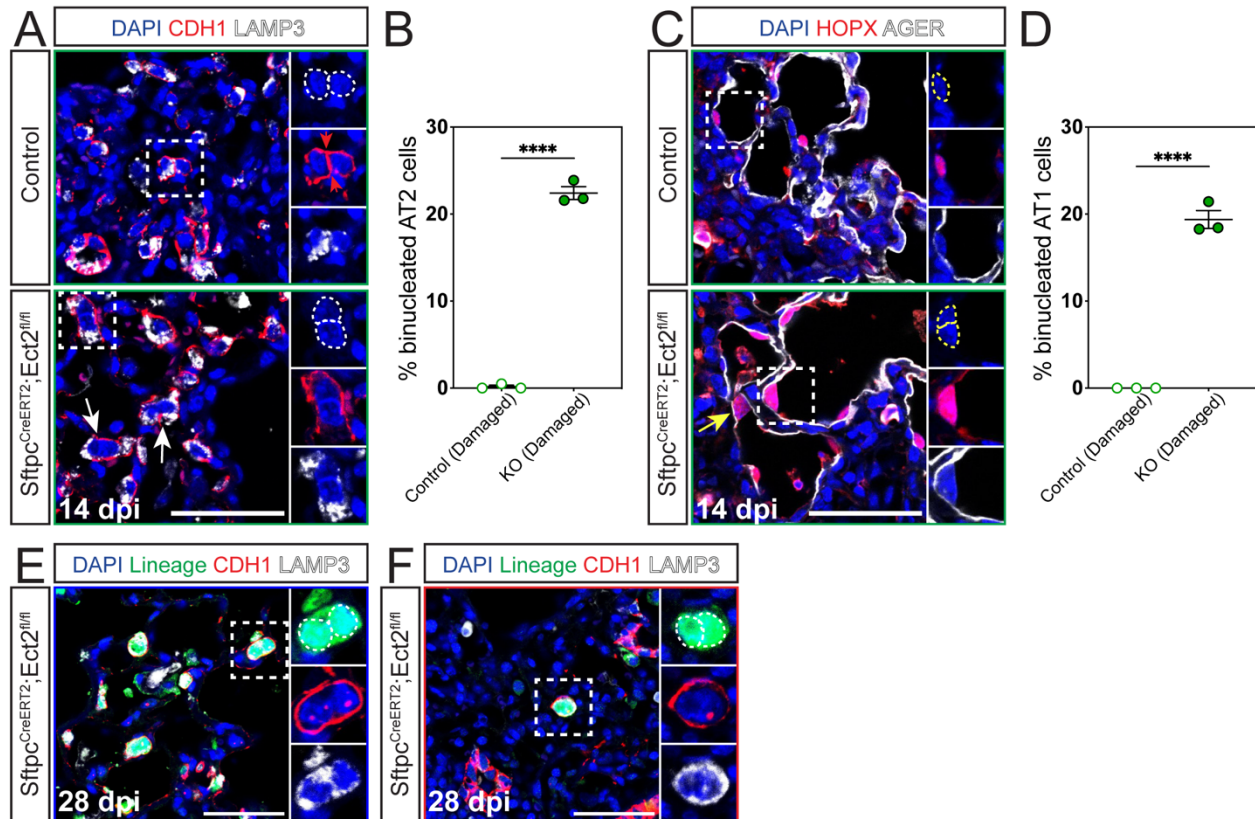 A
DAPI CDH1 LAMP3
Control
Sftpc^CreERT2;Ect2^fl/fl
14 dpi
B
% binucleated AT2 cells
30
20
10
0
****
Control (Damaged)
KO (Damaged)
C
DAPI HOPX AGER
Control
Sftpc^CreERT2;Ect2^fl/fl
14 dpi
D
% binucleated AT1 cells
30
20
10
0
****
Control (Damaged)
KO (Damaged)
E
DAPI Lineage CDH1 LAMP3
Sftpc^CreERT2;Ect2^fl/fl
28 dpi
F
DAPI Lineage CDH1 LAMP3
Sftpc^CreERT2;Ect2^fl/fl
28 dpi